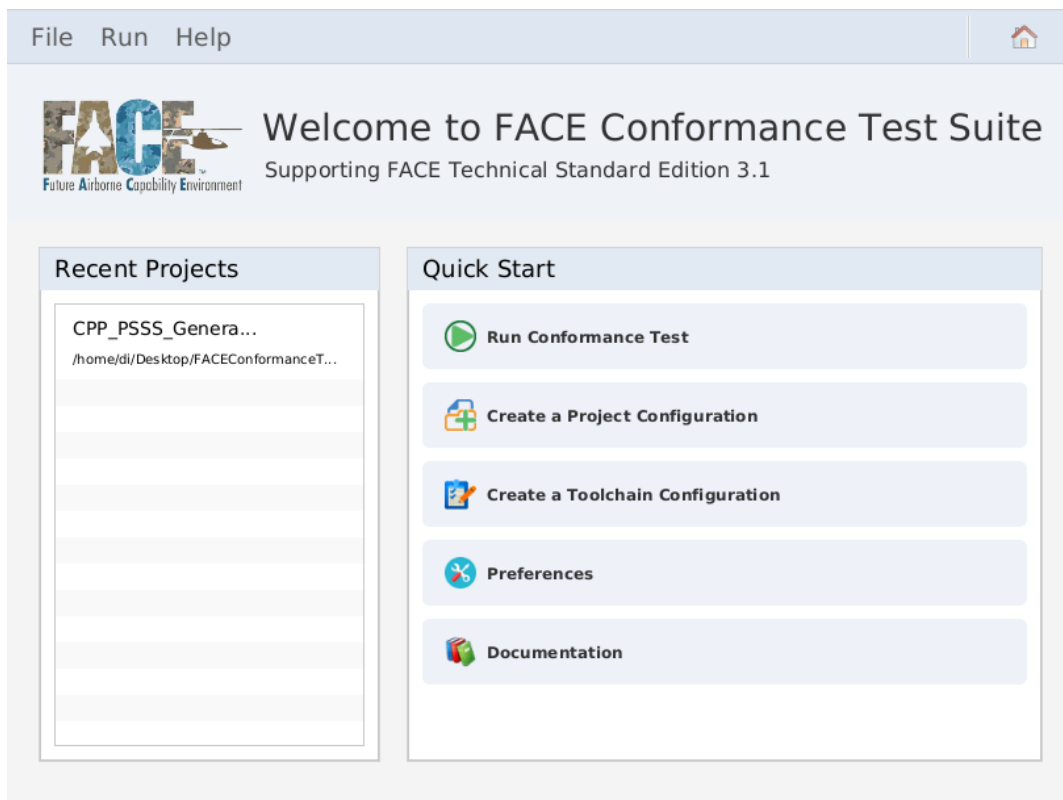 File Run Help
FACE™
Future Airborne Capability Environment
Welcome to FACE Conformance Test Suite
Supporting FACE Technical Standard Edition 3.1
Recent Projects
CPP_PSSS_Genera...
/home/di/Desktop/FACEConformanceT...
Quick Start
Run Conformance Test
Create a Project Configuration
Create a Toolchain Configuration
Preferences
Documentation